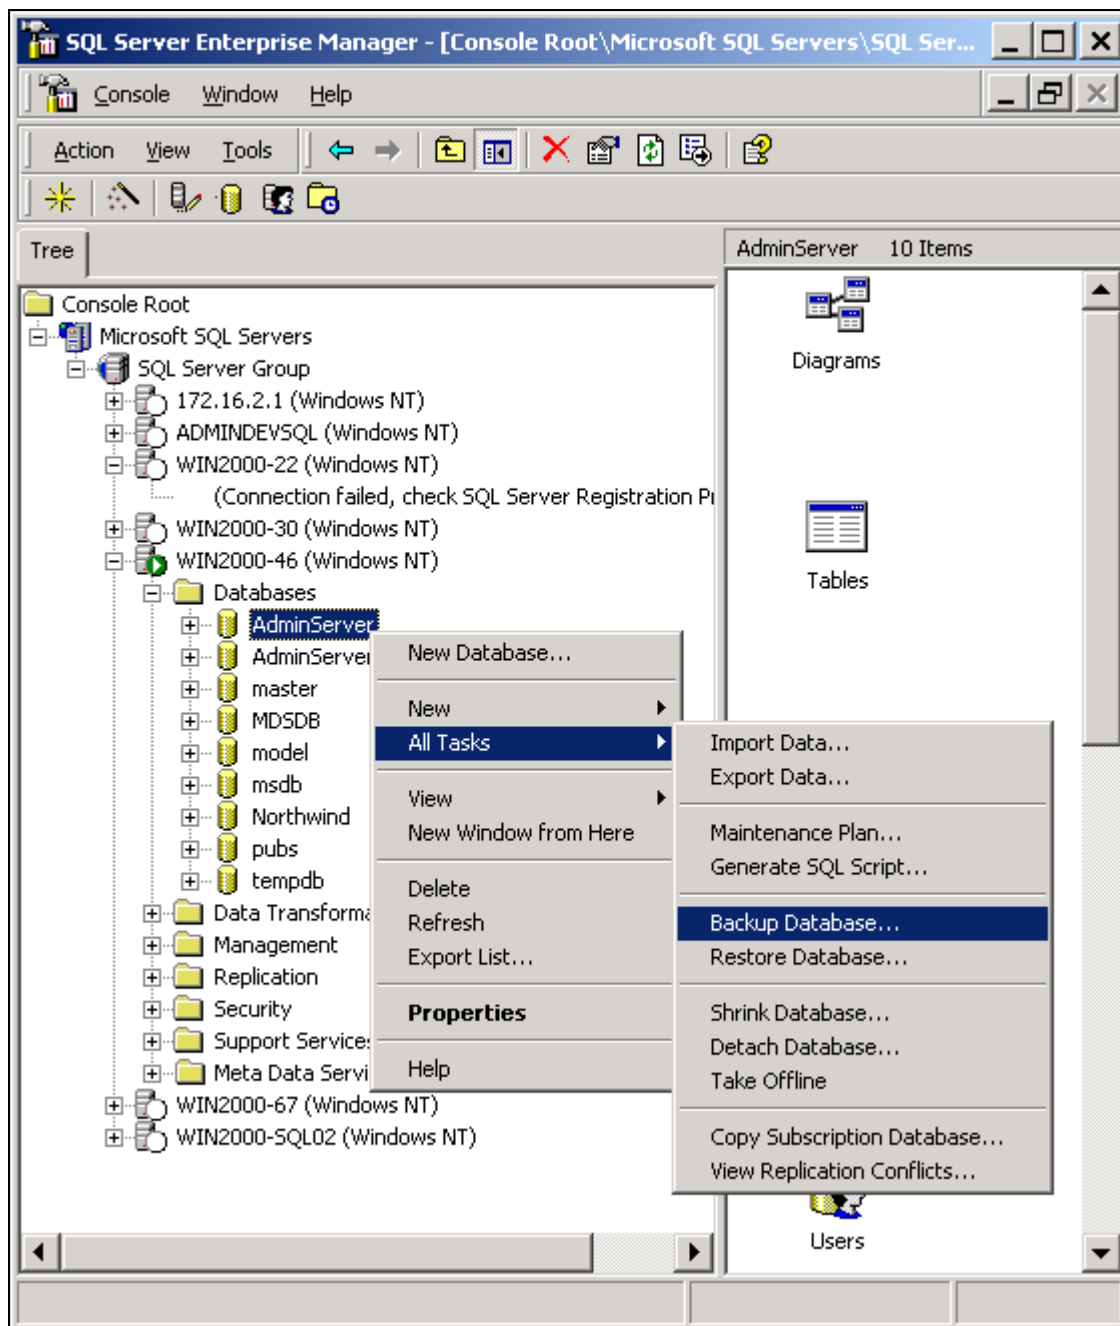 SQL Server Enterprise Manager - [Console Root\Microsoft SQL Servers\SQL Ser...
Console Window Help
Action View Tools
Tree
AdminServer 10 Items
Console Root
Microsoft SQL Servers
SQL Server Group
172.16.2.1 (Windows NT)
ADMINDEVSQL (Windows NT)
WIN2000-22 (Windows NT)
(Connection failed, check SQL Server Registration P
WIN2000-30 (Windows NT)
WIN2000-46 (Windows NT)
Databases
AdminServer
AdminServer
master
MDSDB
model
msdb
Northwind
pubs
tempdb
Data Transforma
Management
Replication
Security
Support Services
Meta Data Servi
WIN2000-67 (Windows NT)
WIN2000-SQL02 (Windows NT)
New Database...
New
All Tasks
View
New Window from Here
Delete
Refresh
Export List...
Properties
Help
Import Data...
Export Data...
Maintenance Plan...
Generate SQL Script...
Backup Database...
Restore Database...
Shrink Database...
Detach Database...
Take Offline
Copy Subscription Database...
View Replication Conflicts...
Diagrams
Tables
Users